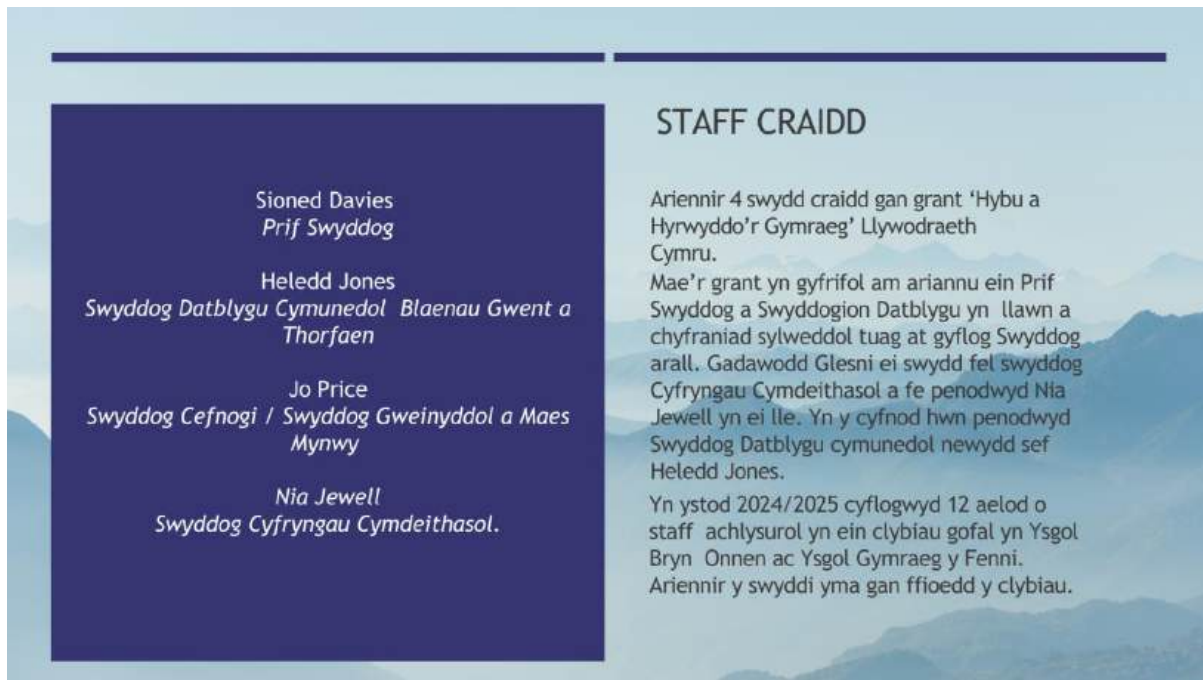 Sioned Davies
Prif Swyddog
Heledd Jones
Swyddog Datblygu Cymunedol Blaenau Gwent a
Thorfaen
Jo Price
Swyddog Cefnogi / Swyddog Gweinyddol a Maes
Mynwy
Nia Jewell
Swyddog Cyfryngau Cymdeithasol.
STAFF CRAIDD
Ariennir 4 swydd craidd gan grant ‘Hybu a
Hyrwyddo’r Gymraeg’ Llywodraeth
Cymru.
Mae’r grant yn gyfrifol am ariannu ein Prif
Swyddog a Swyddogion Datblygu yn llawn a
chyfraniad sylweddol tuag at gyflog Swyddog
arall. Gadawodd Glesni ei swydd fel swyddog
Cyfryngau Cymdeithasol a fe penodwyd Nia
Jewell yn ei lle. Yn y cyfnod hwn penodwyd
Swyddog Datblygu cymunedol newydd sef
Heledd Jones.
Yn ystod 2024/2025 cyflogwyd 12 aelod o
staff achlysurol yn ein clybiau gofal yn Ysgol
Bryn Onnen ac Ysgol Gymraeg y Fenni.
Ariennir y swyddi yma gan ffioedd y clybiau.